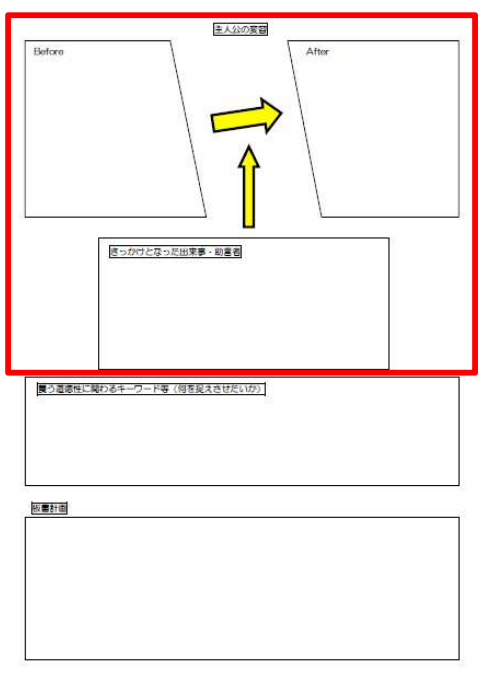 主人公の変容
Before
After
きっかけとなった出来事・助言者
養う道徳性に関わるキーワード等（何を捉えさせたいか）
板書計画